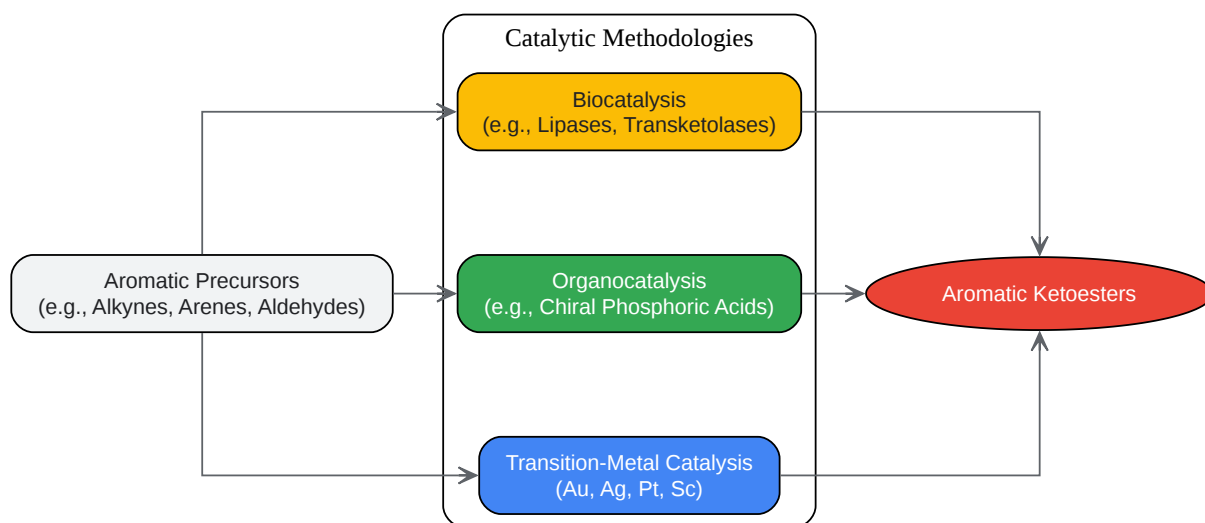 Catalytic Methodologies
Biocatalysis
(e.g., Lipases, Transketolases)
Aromatic Precursors
(e.g., Alkynes, Arenes, Aldehydes)
Organocatalysis
(e.g., Chiral Phosphoric Acids)
Aromatic Ketoesters
Transition-Metal Catalysis
(Au, Ag, Pt, Sc)